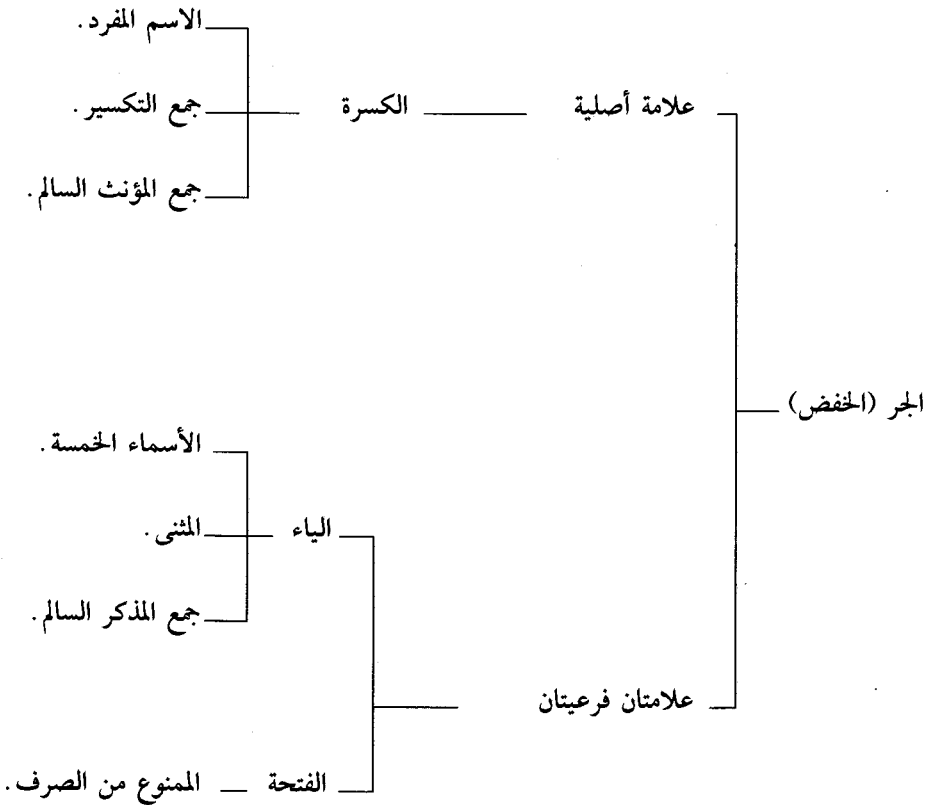 الاسم المفرد.
علامة أصلية الكسرة جمع التكسير.
جمع المؤنث السالم.
الجر (الخفض)
الأسماء الخمسة.
الياء المثنى.
جمع المذكر السالم.
علامتان فرعيتان
الفتحة الممنوع من الصرف.